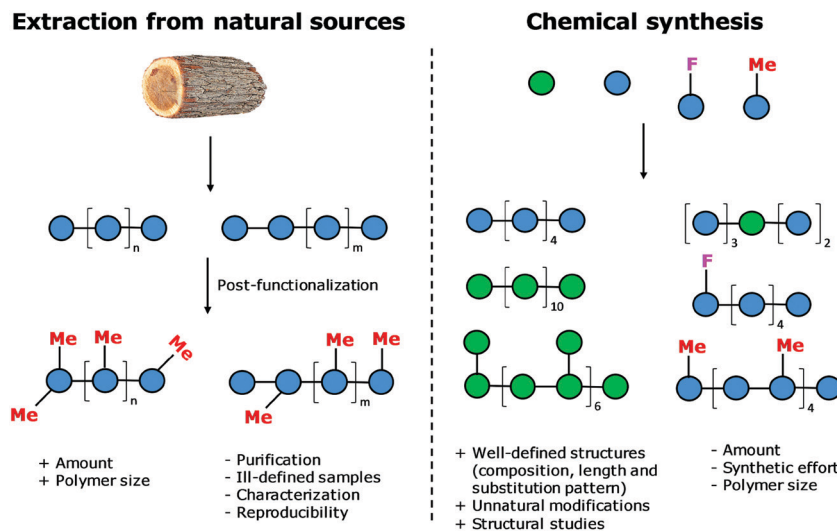 Extraction from natural sources
Chemical synthesis
F
Me
n
m
4
3
2
Post-functionalization
10
F
4
Me
Me
Me
Me
n
Me
Me
Me
m
6
Me
Me
4
+ Amount
+ Polymer size
- Purification
- Ill-defined samples
- Characterization
- Reproducibility
+ Well-defined structures
(composition, length and
substitution pattern)
+ Unnatural modifications
+ Structural studies
- Amount
- Synthetic effort
- Polymer size